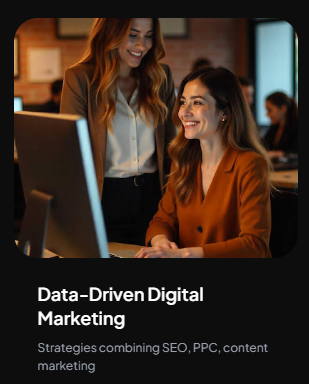 Data-Driven Digital
Marketing
Strategies combining SEO, PPC, content
marketing